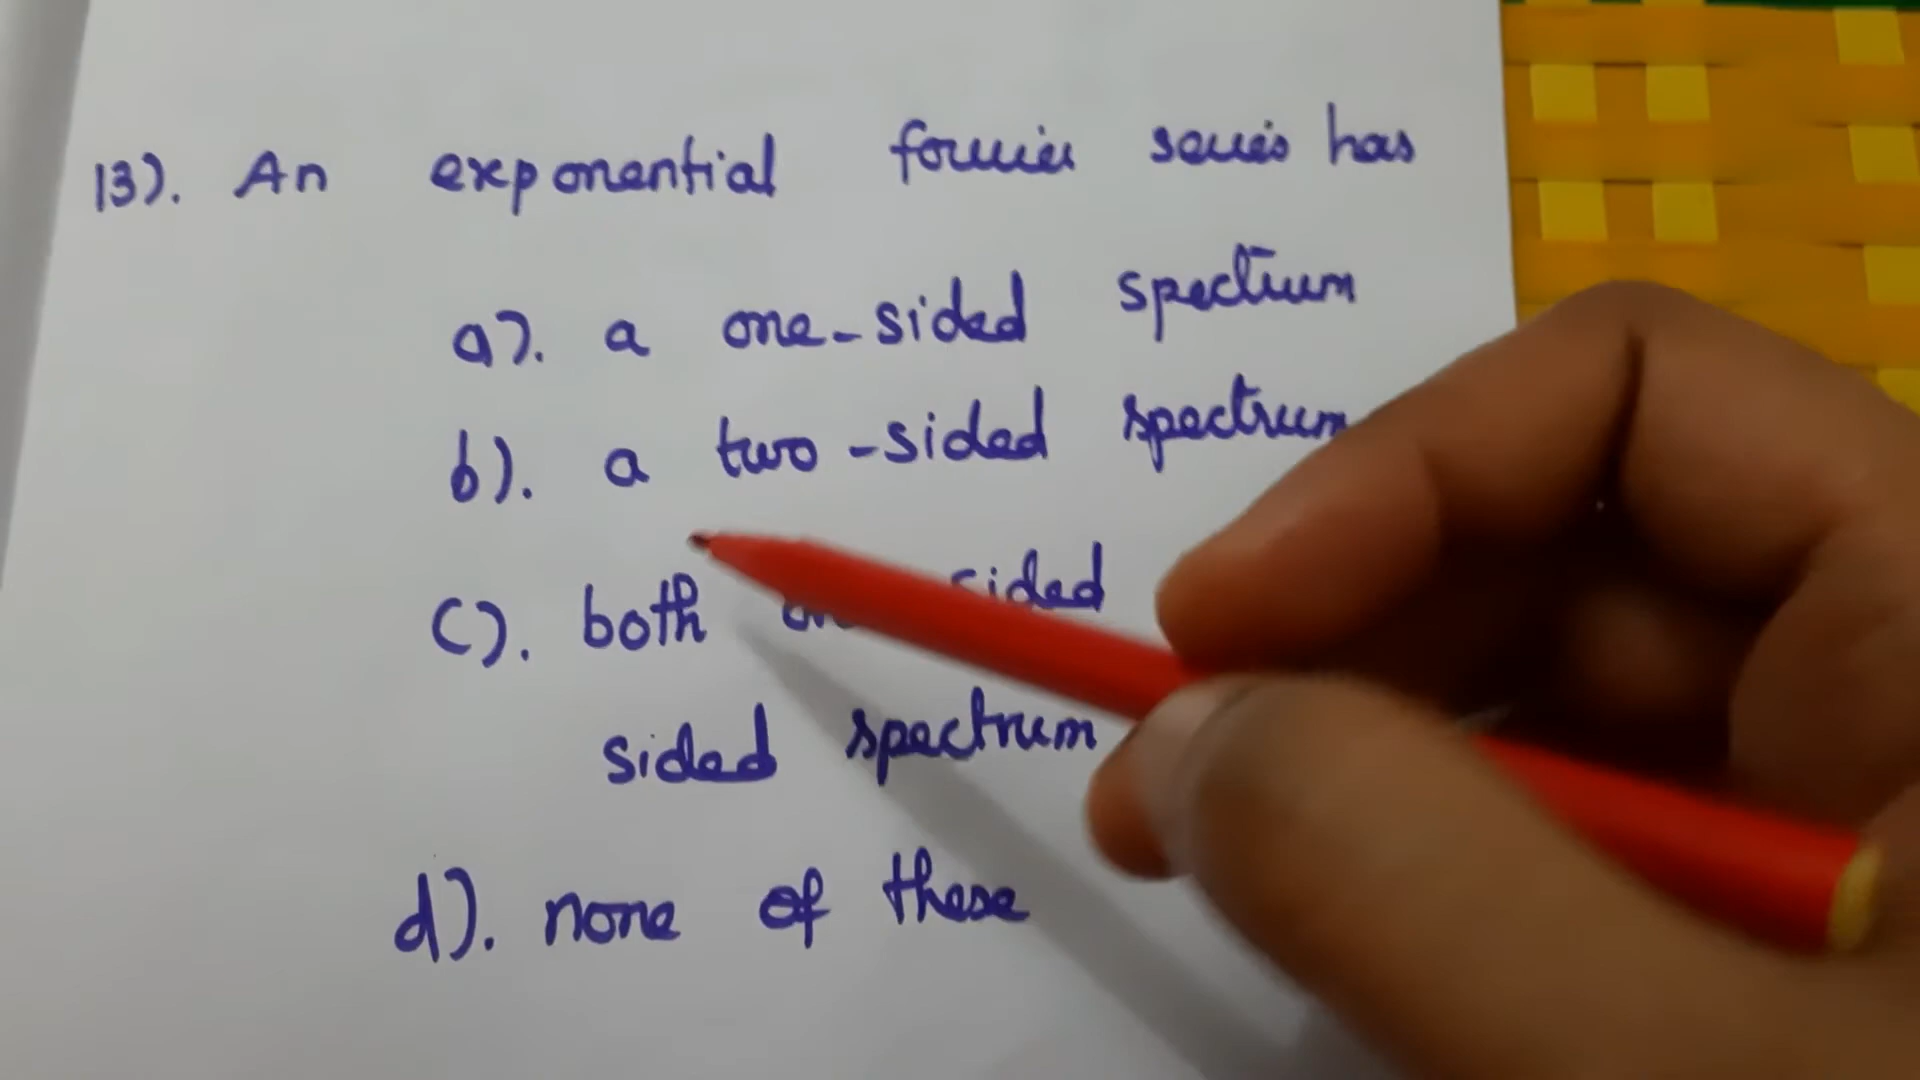 13). An exponential fourier series has
a). a one-sided spectrum
b). a two-sided spectrum
c). both sided
sided spectrum
d). none of these